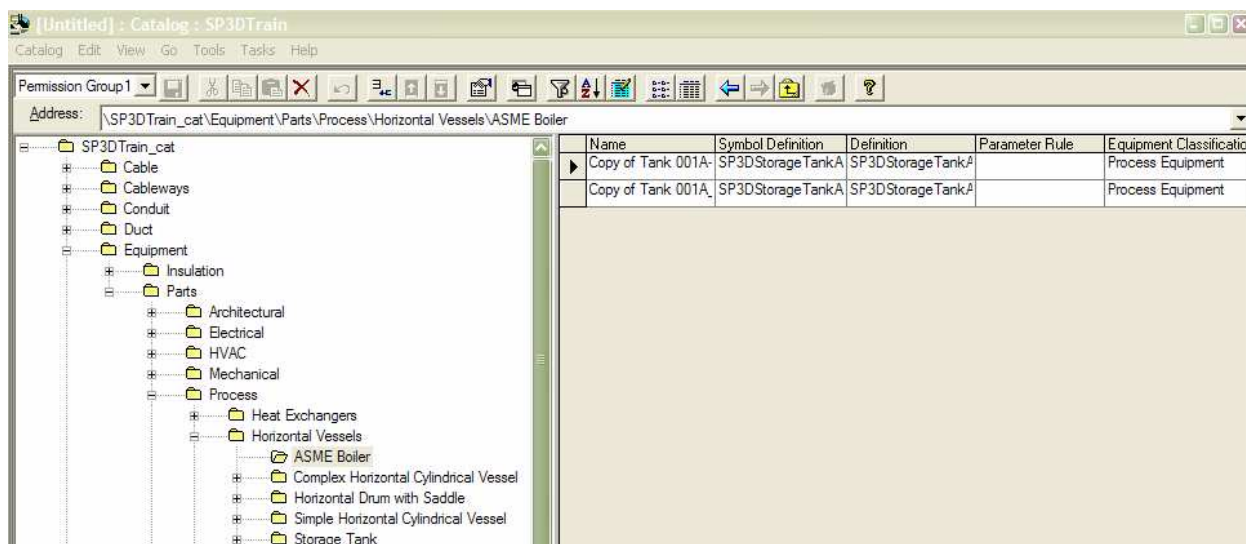 [Untitled] : Catalog : SP3DTrain
Catalog Edit View Go Tools Tasks Help
Permission Group1
Address: \SP3DTrain_cat\Equipment\Parts\Process\Horizontal Vessels\ASME Boiler
SP3DTrain_cat
Cable
Cableways
Conduit
Duct
Equipment
Insulation
Parts
Architectural
Electrical
HVAC
Mechanical
Process
Heat Exchangers
Horizontal Vessels
ASME Boiler
Complex Horizontal Cylindrical Vessel
Horizontal Drum with Saddle
Simple Horizontal Cylindrical Vessel
Storage Tank
Name Symbol Definition Definition Parameter Rule Equipment Classificatio
Copy of Tank 001A- SP3DStorageTankA SP3DStorageTankA Process Equipment
Copy of Tank 001A_ SP3DStorageTankA SP3DStorageTankA Process Equipment